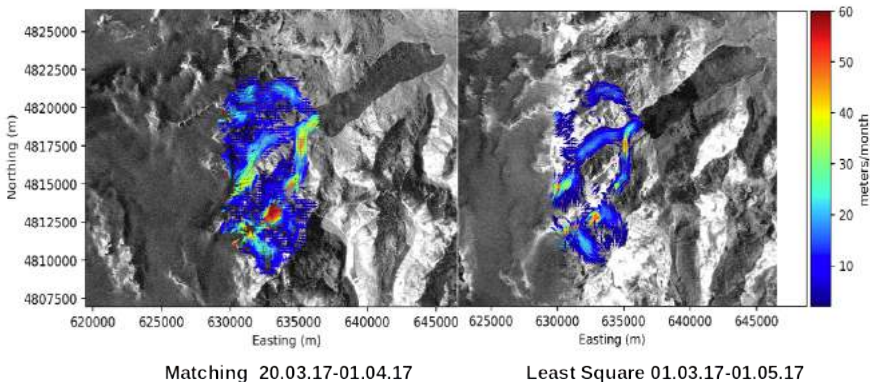 4825000
4822500
4820000
4817500
4815000
4812500
4810000
4807500
Northing (m)
620000 625000 630000 635000 640000 645000
Easting (m)
625000 630000 635000 640000 645000
Easting (m)
60
50
40
30
20
10
meters/month
Matching 20.03.17-01.04.17
Least Square 01.03.17-01.05.17